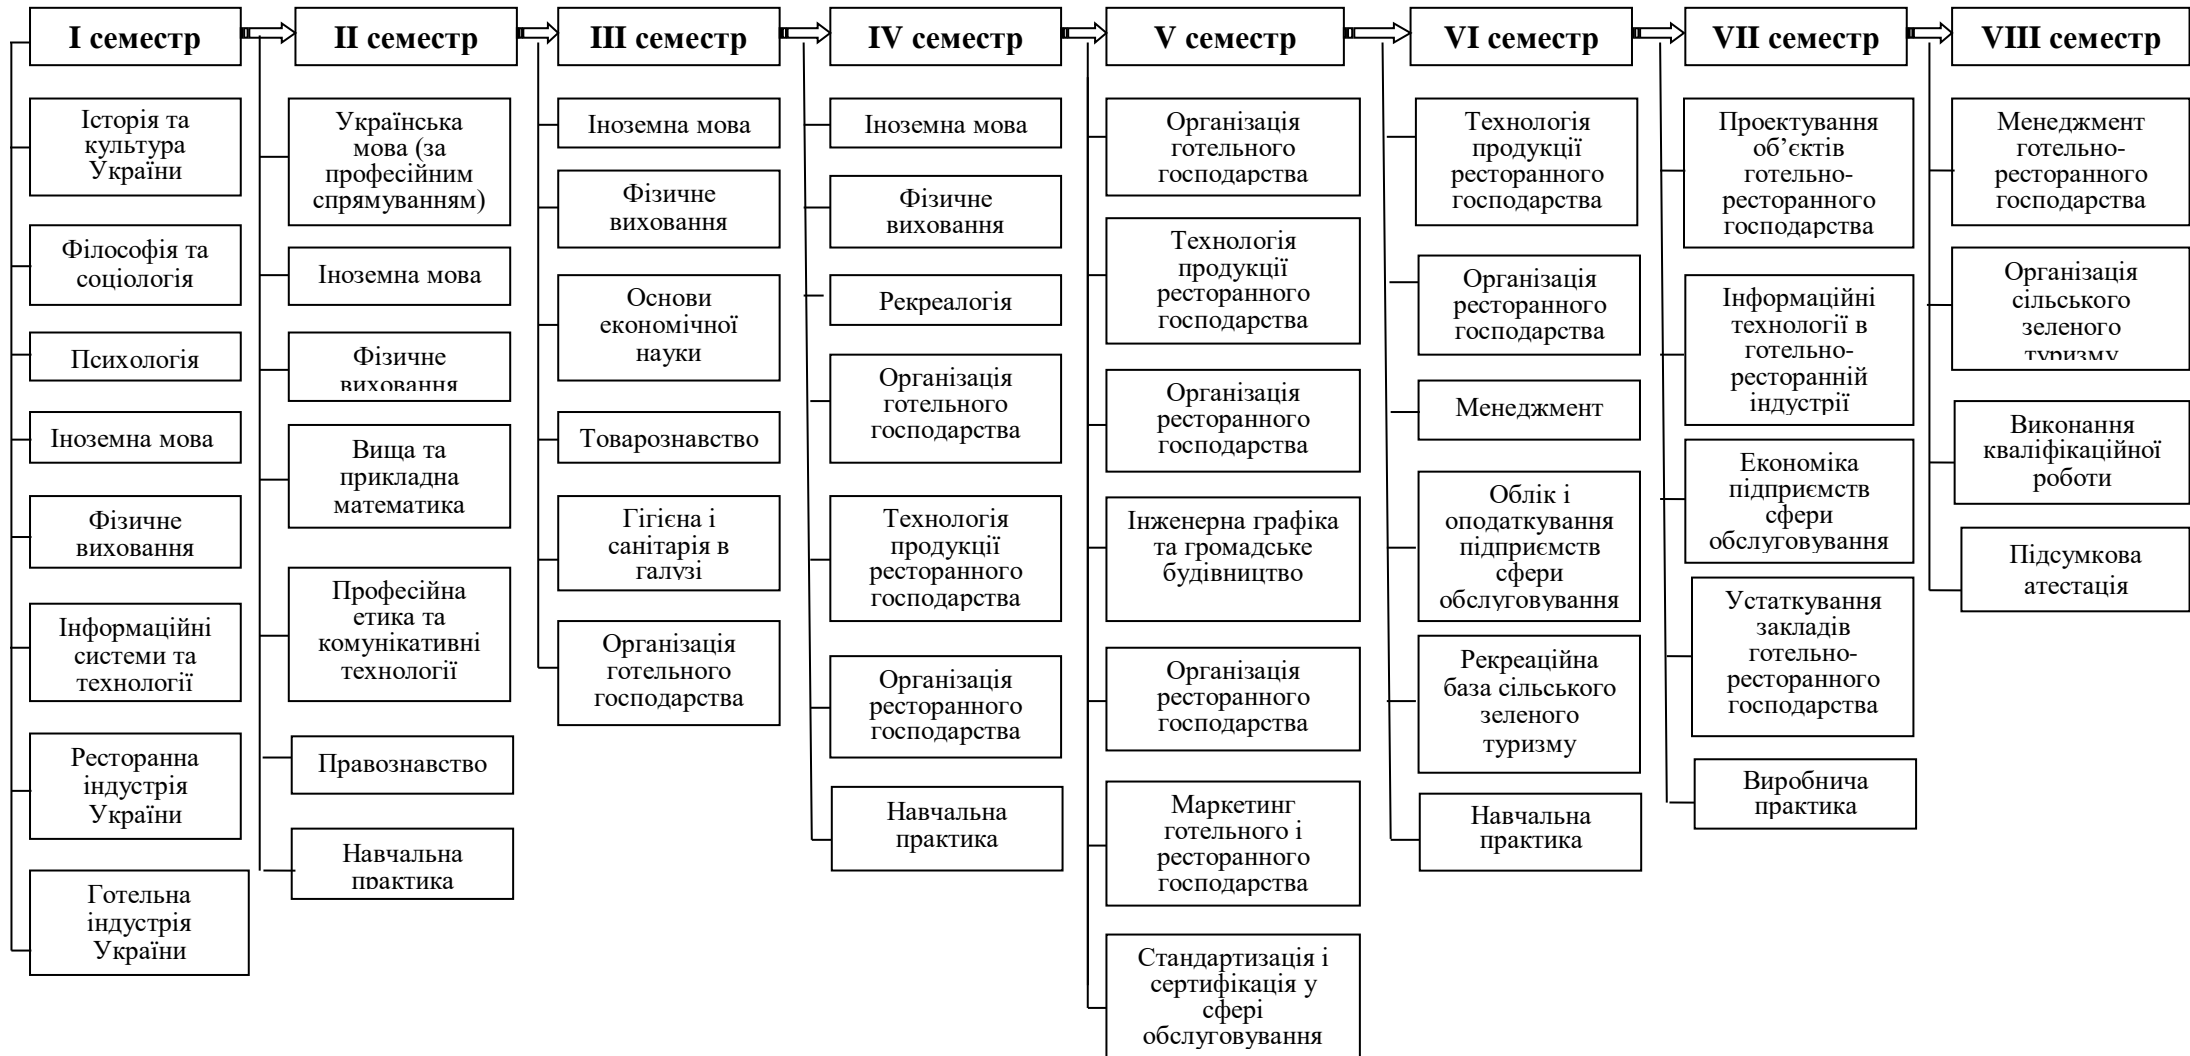 I семестр
II семестр
III семестр
IV семестр
V семестр
VI семестр
VII семестр
VIII семестр
Історія та
культура
України
Філософія та
соціологія
Психологія
Іноземна мова
Фізичне
виховання
Інформаційні
системи та
технології
Ресторанна
індустрія
України
Готельна
індустрія
України
Українська
мова (за
професійним
спрямуванням)
Іноземна мова
Фізичне
виховання
Вища та
прикладна
математика
Професійна
етика та
комунікативні
технології
Правознавство
Навчальна
практика
Іноземна мова
Фізичне
виховання
Основи
економічної
науки
Товарознавство
Гігієна і
санітарія в
галузі
Організація
готельного
господарства
Іноземна мова
Фізичне
виховання
Рекреалогія
Організація
готельного
господарства
Технологія
продукції
ресторанного
господарства
Організація
ресторанного
господарства
Навчальна
практика
Організація
готельного
господарства
Технологія
продукції
ресторанного
господарства
Організація
ресторанного
господарства
Інженерна графіка
та громадське
будівництво
Організація
ресторанного
господарства
Маркетинг
готельного і
ресторанного
господарства
Стандартизація і
сертифікація у
сфері
обслуговування
Технологія
продукції
ресторанного
господарства
Організація
ресторанного
господарства
Менеджмент
Облік і
оподаткування
підприємств
сфери
обслуговування
Рекреаційна
база сільського
зеленого
туризму
Навчальна
практика
Проектування
об’єктів
готельно-
ресторанного
господарства
Інформаційні
технології в
готельно-
ресторанній
індустрії
Економіка
підприємств
сфери
обслуговування
Устаткування
закладів
готельно-
ресторанного
господарства
Виробнича
практика
Менеджмент
готельно-
ресторанного
господарства
Організація
сільського
зеленого
туризму
Виконання
кваліфікаційної
роботи
Підсумкова
атестація